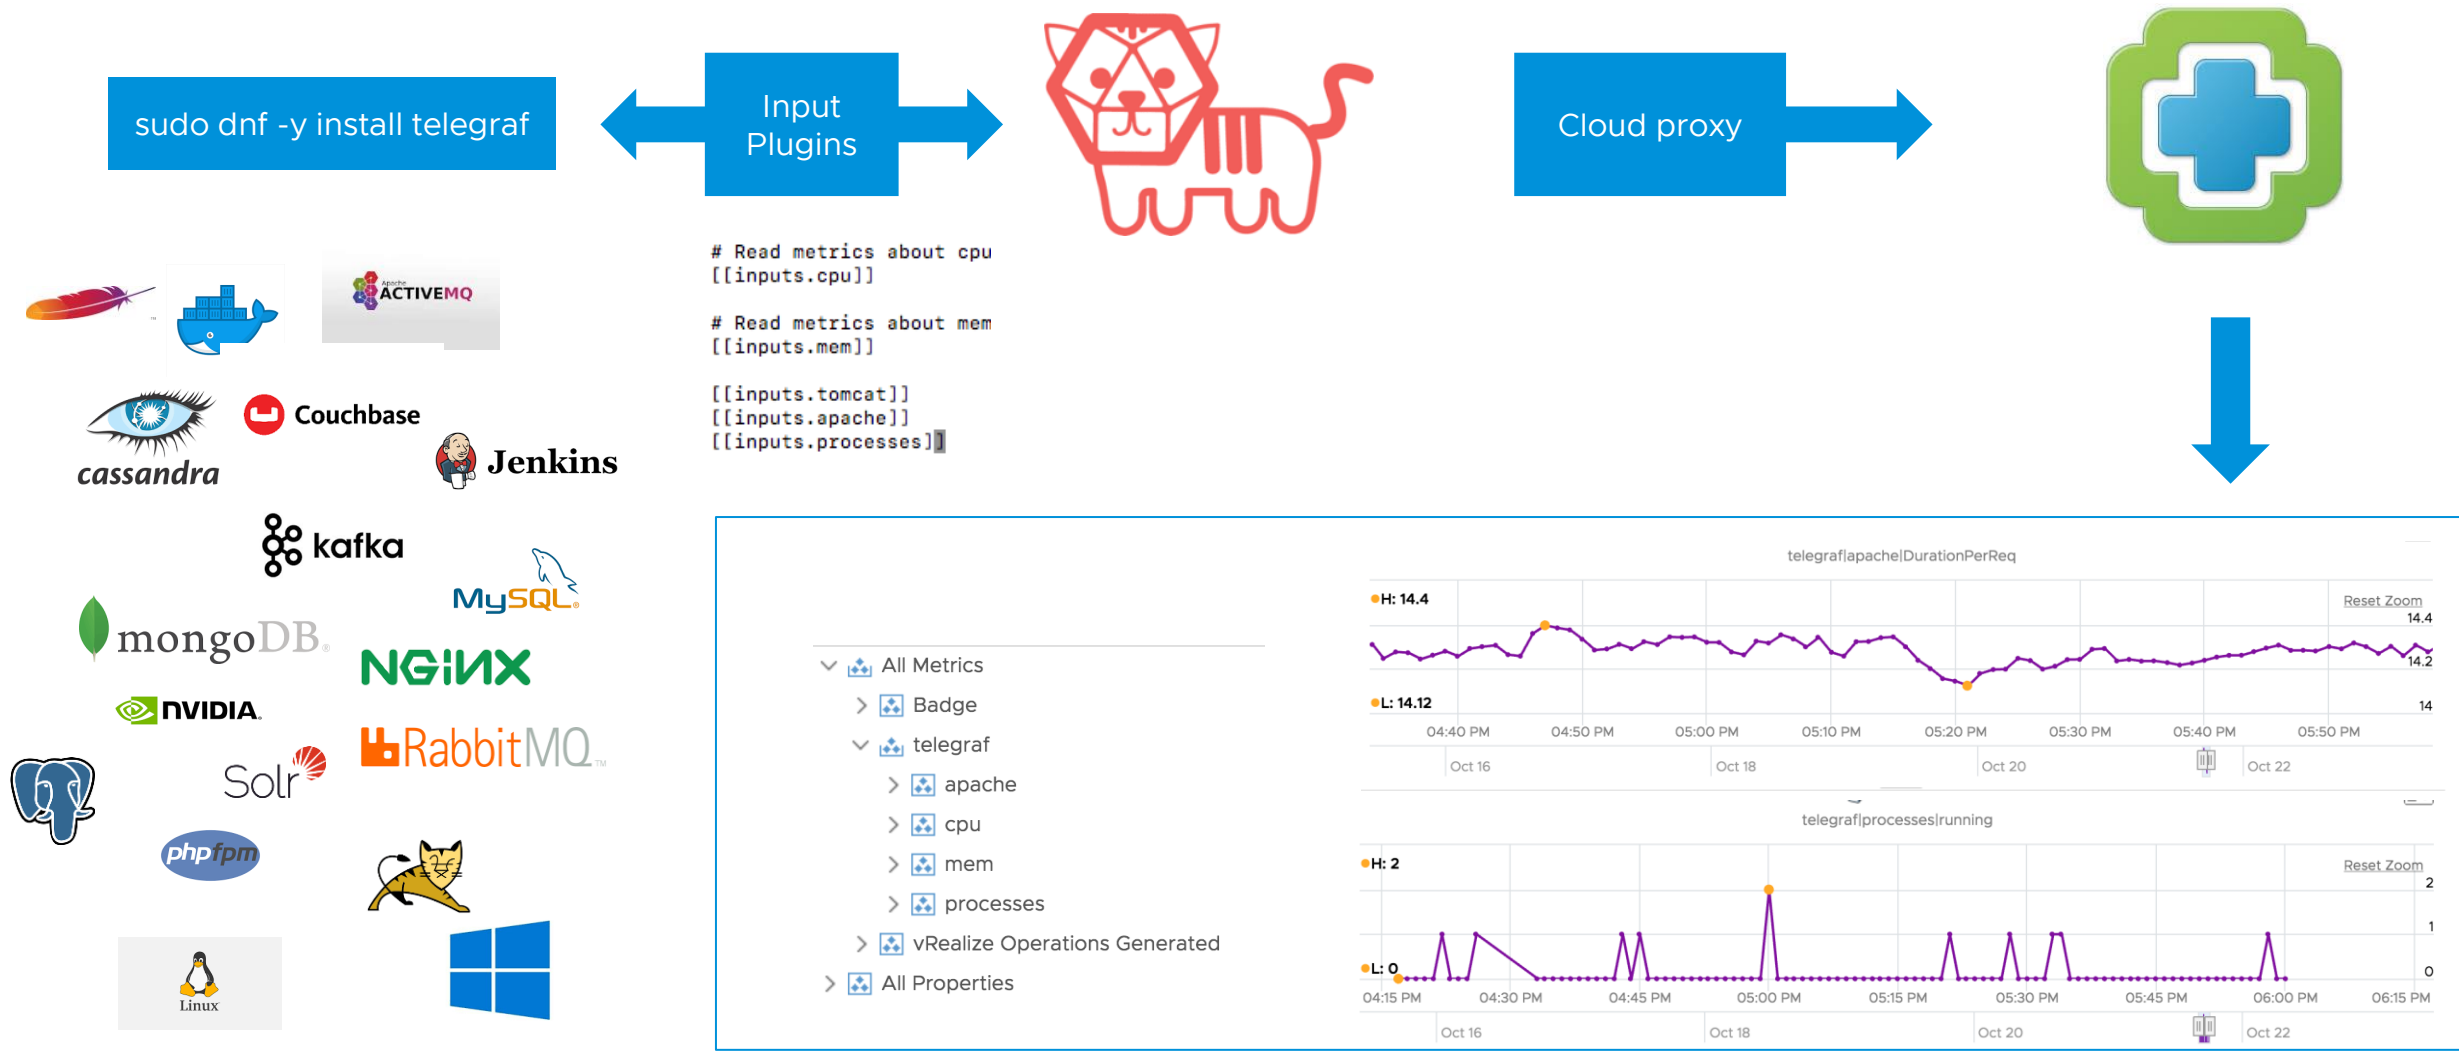 sudo dnf -y install telegraf
Input
Plugins
Cloud proxy
# Read metrics about cpu
[[inputs.cpu]]
# Read metrics about mem
[[inputs.mem]]
[[inputs.tomcat]]
[[inputs.apache]]
[[inputs.processes]]
Apache
ACTIVEMQ
cassandra
Couchbase
Jenkins
kafka
MySQL®
mongoDB®
NGiNX
NVIDIA.
RabbitMQ™
Solr
phpfpm
Linux
All Metrics
Badge
telegraf
apache
cpu
mem
processes
vRealize Operations Generated
All Properties
telegraf|apache|DurationPerReq
H: 14.4
Reset Zoom
14.4
14.2
L: 14.12
14
04:40 PM 04:50 PM 05:00 PM 05:10 PM 05:20 PM 05:30 PM 05:40 PM 05:50 PM
Oct 16 Oct 18 Oct 20 Oct 22
telegraf|processes|running
H: 2
Reset Zoom
2
1
L: 0
0
04:15 PM 04:30 PM 04:45 PM 05:00 PM 05:15 PM 05:30 PM 05:45 PM 06:00 PM 06:15 PM
Oct 16 Oct 18 Oct 20 Oct 22